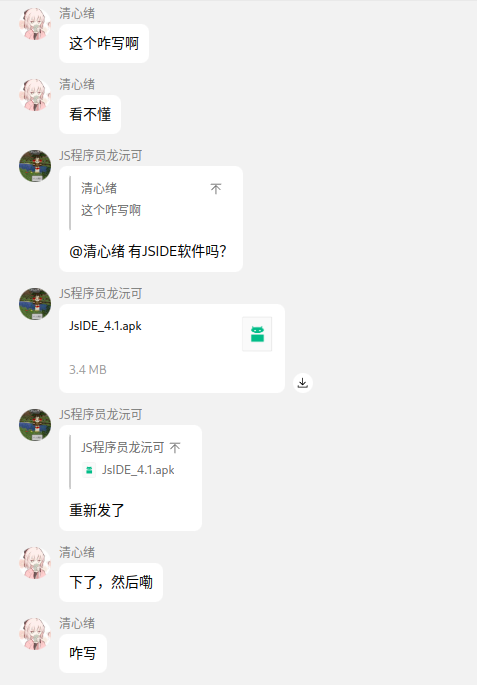 清心绪
这个咋写啊
清心绪
看不懂
JS程序员龙沅可
清心绪
这个咋写啊
@清心绪 有JSIDE软件吗?
JS程序员龙沅可
JsIDE_4.1.apk
3.4 MB
JS程序员龙沅可
JS程序员龙沅可
JsIDE_4.1.apk
重新发了
清心绪
下了，然后嘞
清心绪
咋写